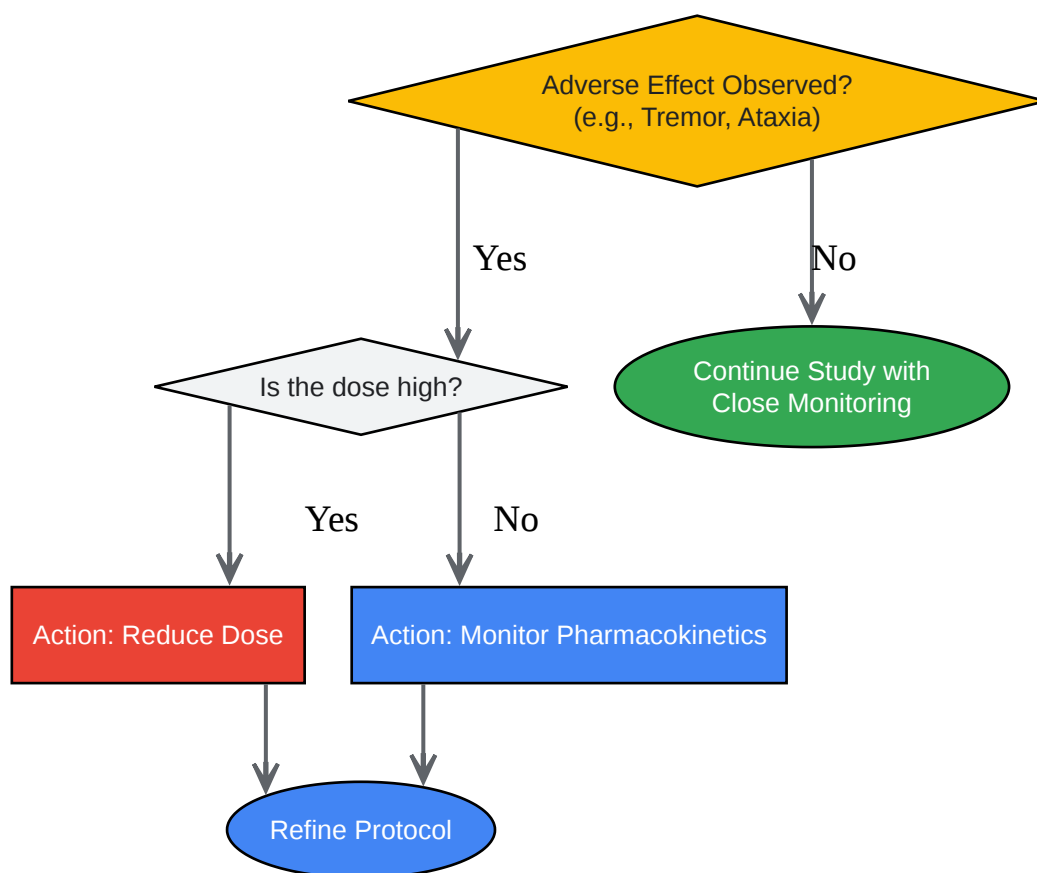 Adverse Effect Observed?
(e.g., Tremor, Ataxia)
Yes
No
Continue Study with
Close Monitoring
Is the dose high?
Yes
No
Action: Reduce Dose
Action: Monitor Pharmacokinetics
Refine Protocol